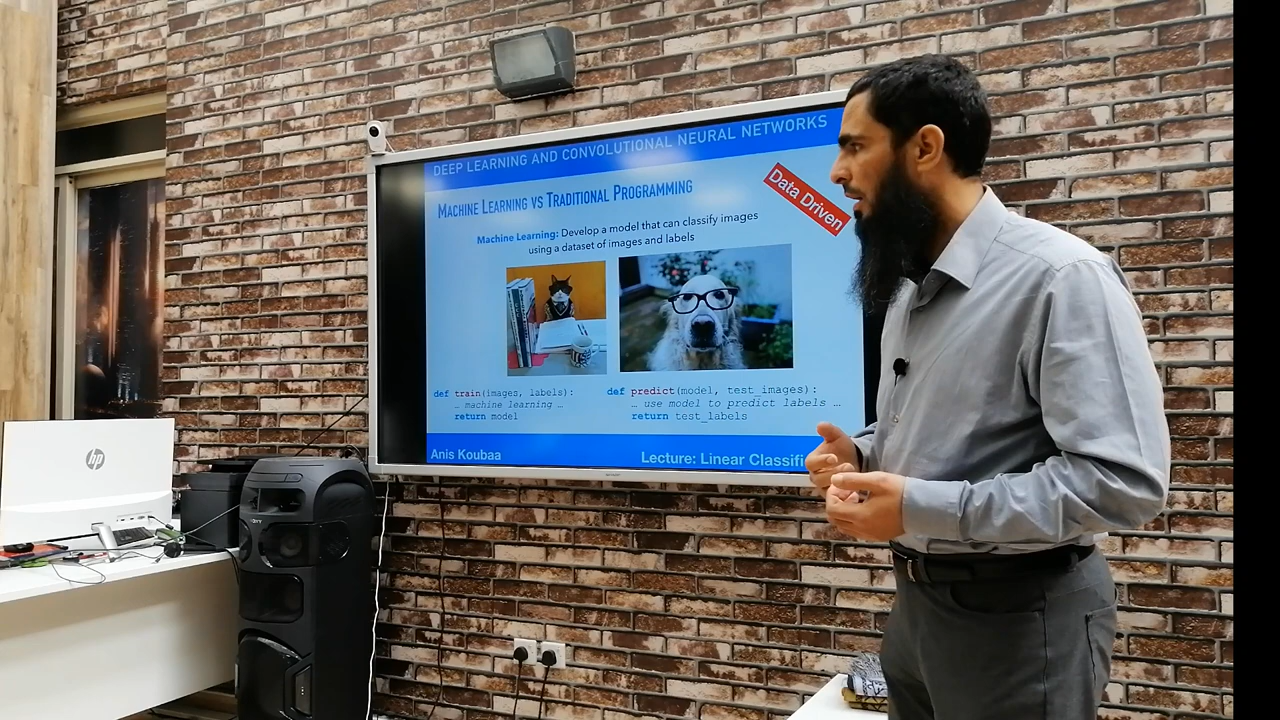 DEEP LEARNING AND CONVOLUTIONAL NEURAL NETWORKS
MACHINE LEARNING VS TRADITIONAL PROGRAMMING
Data Driven
Machine Learning: Develop a model that can classify images
using a dataset of images and labels
def train(images, labels):
… machine learning …
return model
def predict(model, test_images):
… use model to predict labels …
return test_labels
Anis Koubaa
Lecture: Linear Classifi
hp
SONY